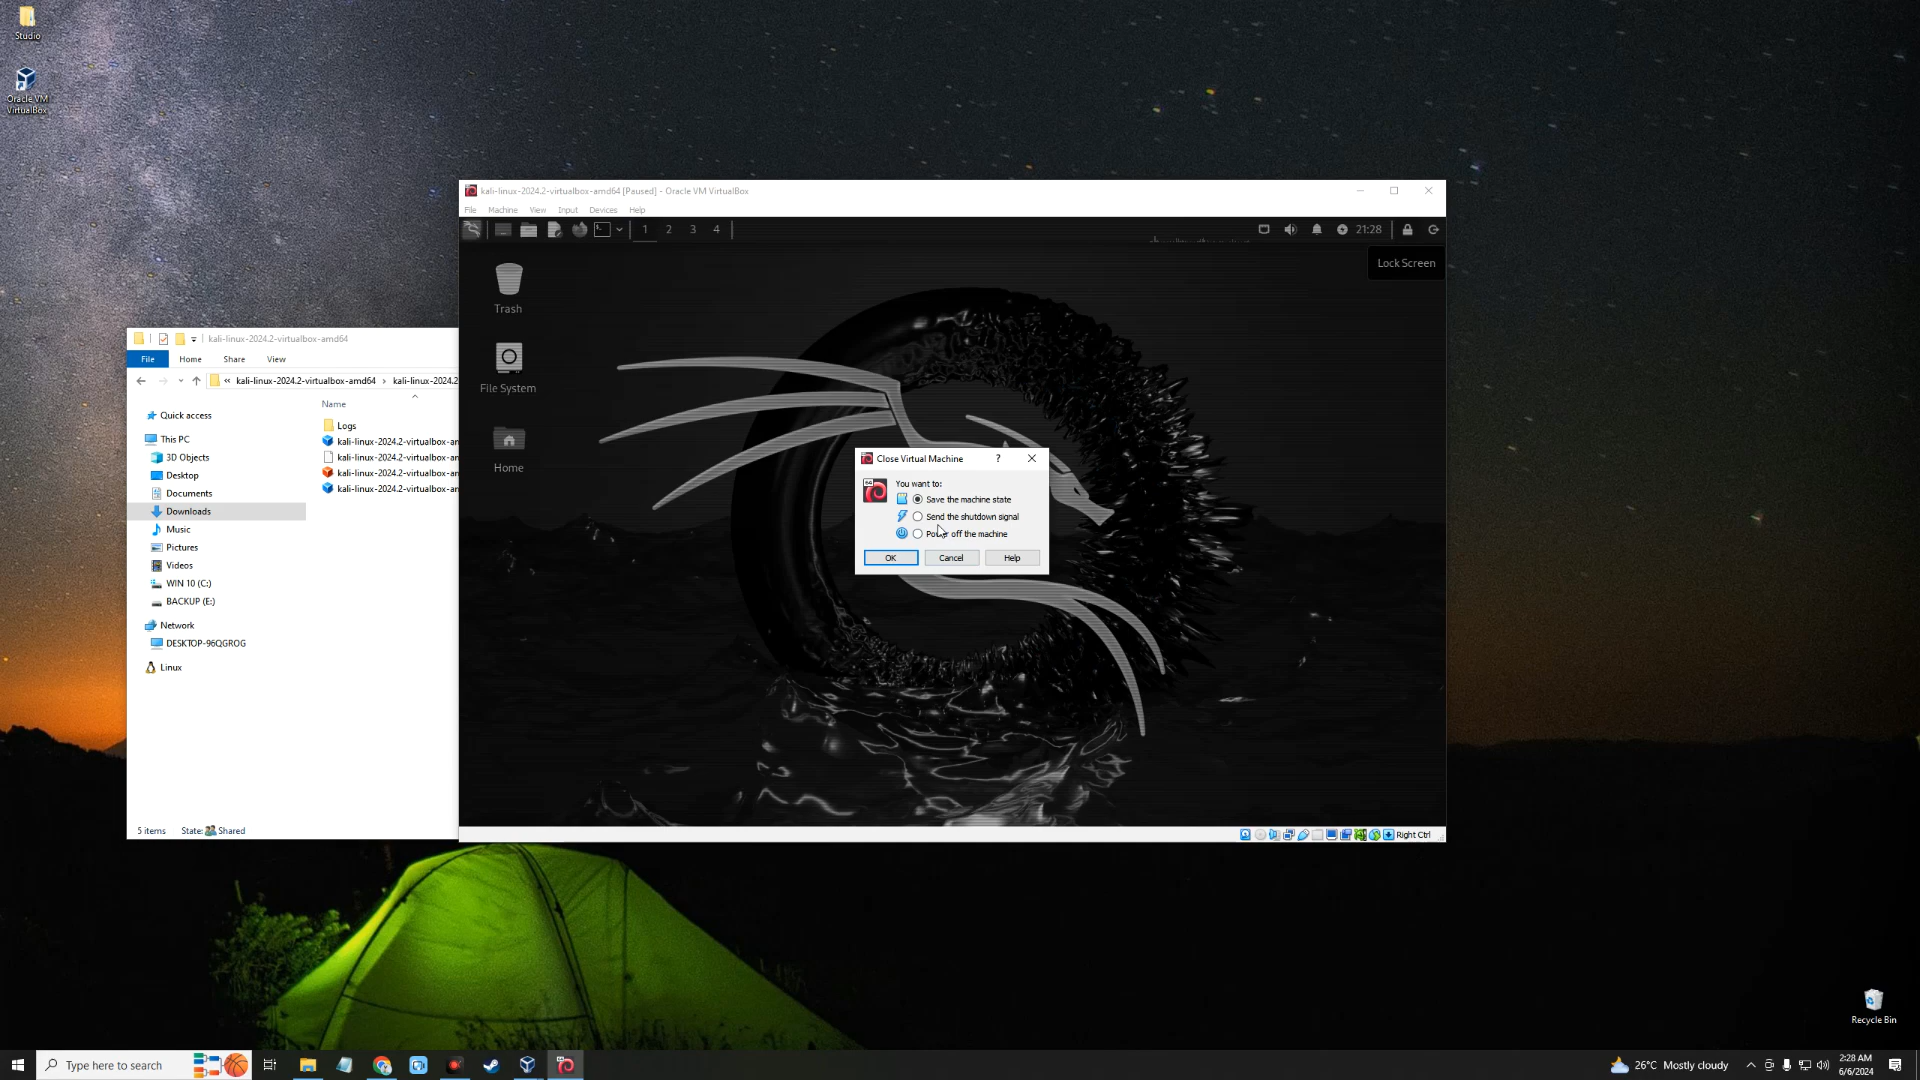 Studio
Oracle VM
VirtualBox
kali-linux-2024.2-virtualbox-amd64 [Paused] - Oracle VM VirtualBox
File Machine View Input Devices Help
1 2 3 4
21:28
Lock Screen
Trash
File System
Home
kali-linux-2024.2-virtualbox-amd64
File Home Share View
« kali-linux-2024.2-virtualbox-amd64 › kali-linux-2024.2
Name
Quick access
This PC
3D Objects
Desktop
Documents
Downloads
Music
Pictures
Videos
WIN 10 (C:)
BACKUP (E:)
Network
DESKTOP-96QGROG
Linux
Logs
kali-linux-2024.2-virtualbox-am
kali-linux-2024.2-virtualbox-am
kali-linux-2024.2-virtualbox-am
kali-linux-2024.2-virtualbox-am
5 items State: Shared
Close Virtual Machine ?
You want to:
Save the machine state
Send the shutdown signal
Power off the machine
OK Cancel Help
Right Ctrl
Recycle Bin
Type here to search
26°C Mostly cloudy
2:28 AM
6/6/2024